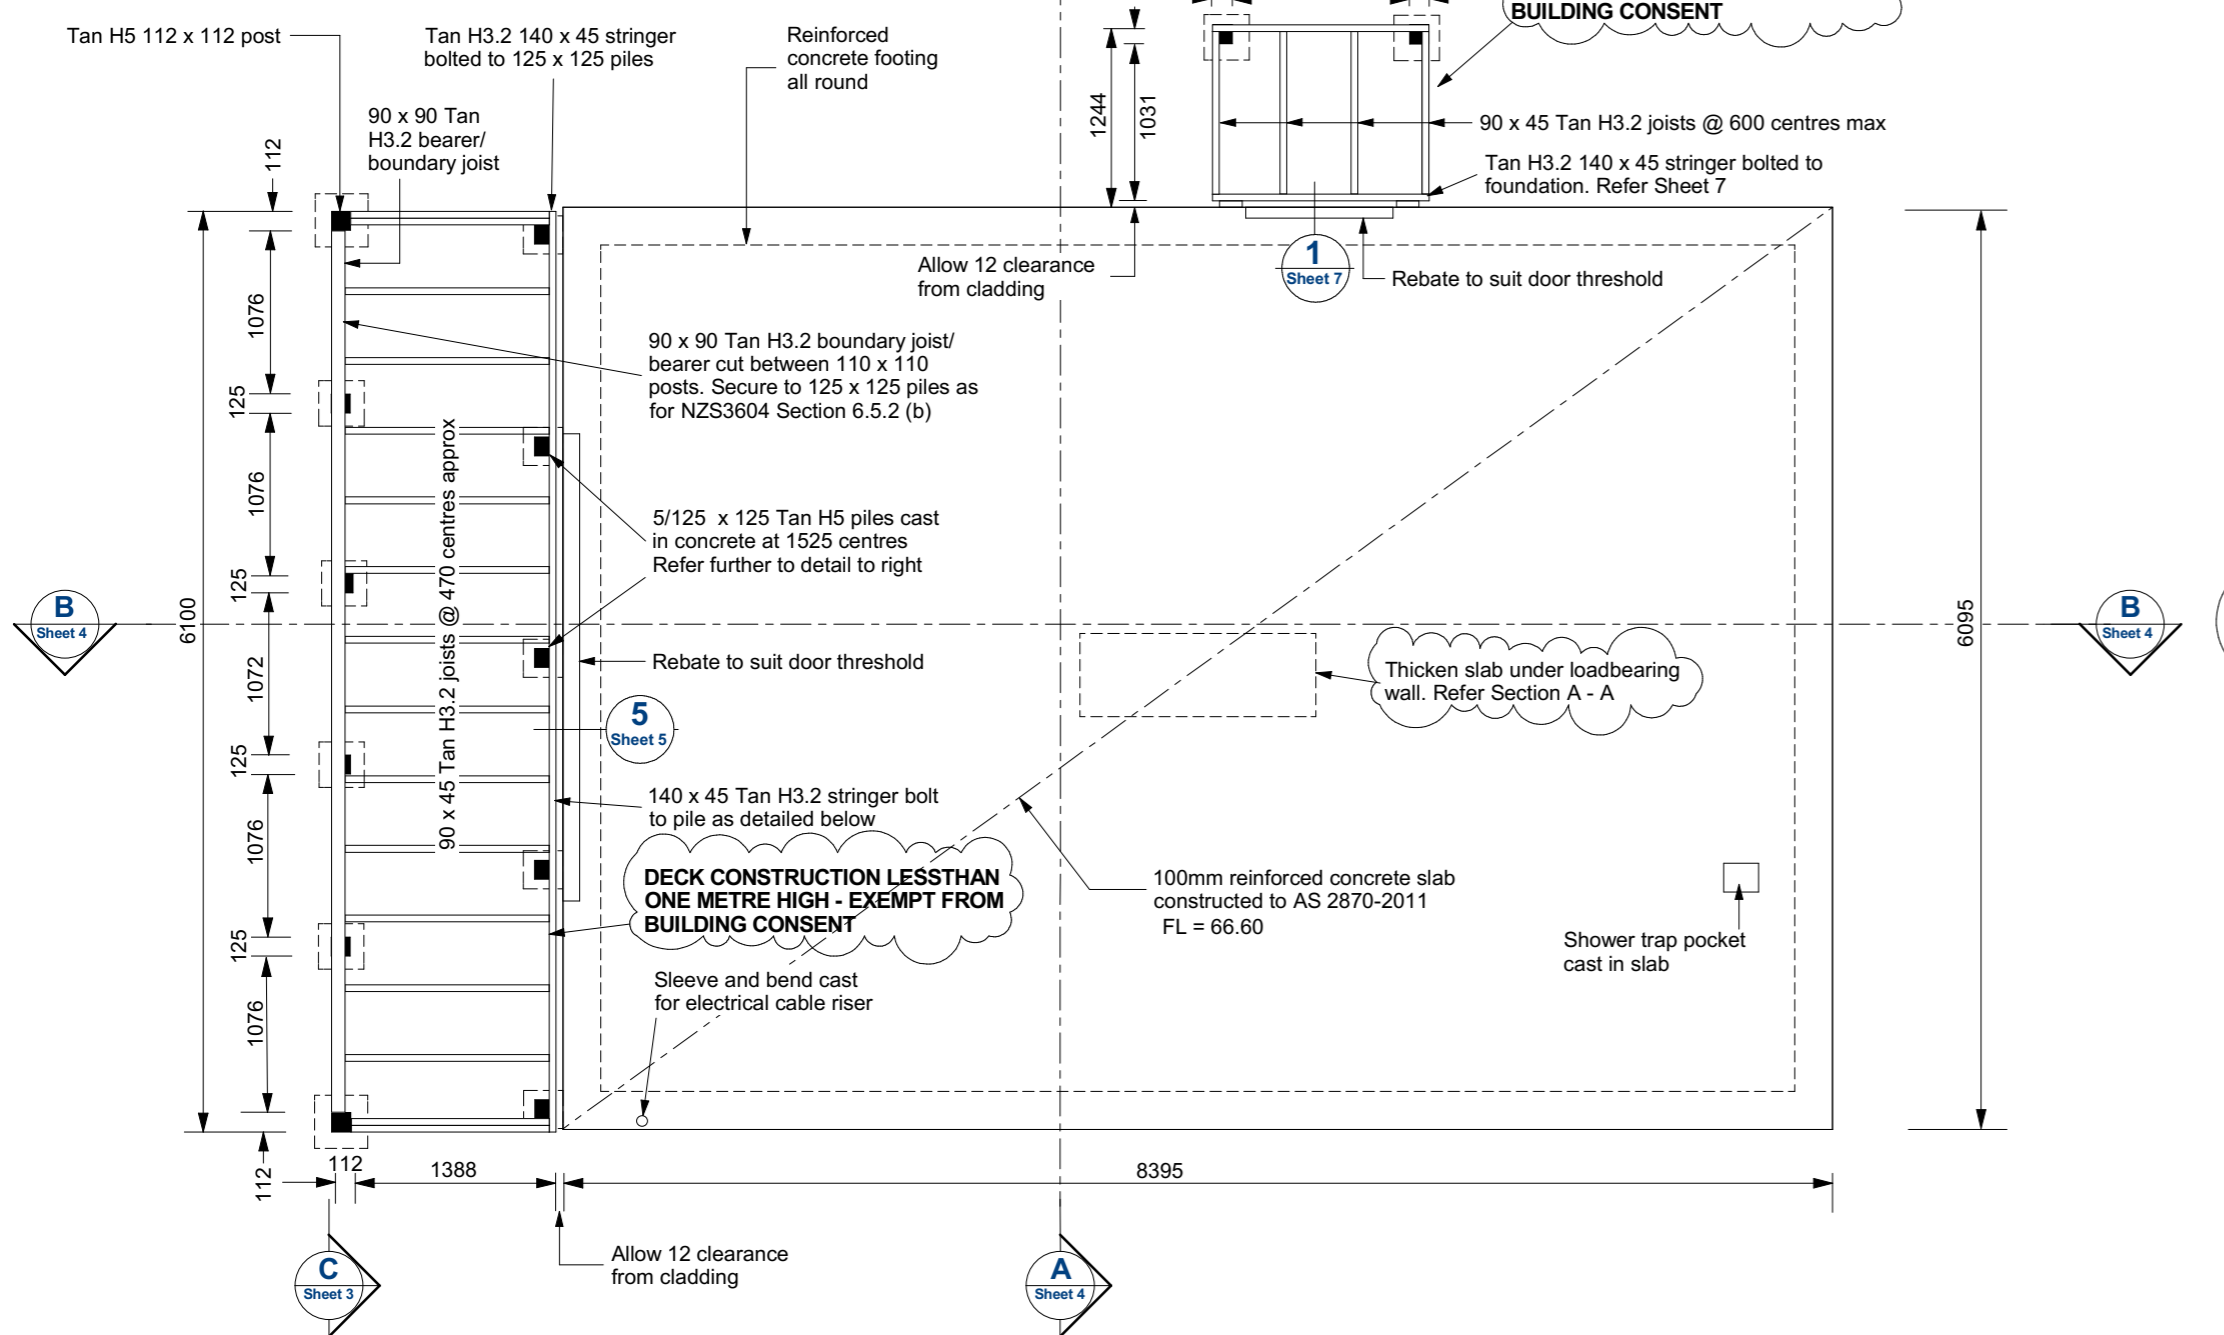 BUILDING CONSENT
Tan H5 112 x 112 post
Tan H3.2 140 x 45 stringer
bolted to 125 x 125 piles
Reinforced
concrete footing
all round
90 x 90 Tan
H3.2 bearer/
boundary joist
1244
1031
90 x 45 Tan H3.2 joists @ 600 centres max
Tan H3.2 140 x 45 stringer bolted to
foundation. Refer Sheet 7
112
Allow 12 clearance
from cladding
1
Sheet 7
Rebate to suit door threshold
1076
90 x 90 Tan H3.2 boundary joist/
bearer cut between 110 x 110
posts. Secure to 125 x 125 piles as
for NZS3604 Section 6.5.2 (b)
125
1076
90 x 45 Tan H3.2 joists @ 470 centres approx
5/125 x 125 Tan H5 piles cast
in concrete at 1525 centres
Refer further to detail to right
125
B
Sheet 4
6100
6095
B
Sheet 4
1072
Rebate to suit door threshold
Thicken slab under loadbearing
wall. Refer Section A - A
5
Sheet 5
125
140 x 45 Tan H3.2 stringer bolt
to pile as detailed below
1076
DECK CONSTRUCTION LESSTHAN
ONE METRE HIGH - EXEMPT FROM
BUILDING CONSENT
100mm reinforced concrete slab
constructed to AS 2870-2011
FL = 66.60
125
Shower trap pocket
cast in slab
Sleeve and bend cast
for electrical cable riser
1076
112
112
1388
8395
Allow 12 clearance
from cladding
C
Sheet 3
A
Sheet 4